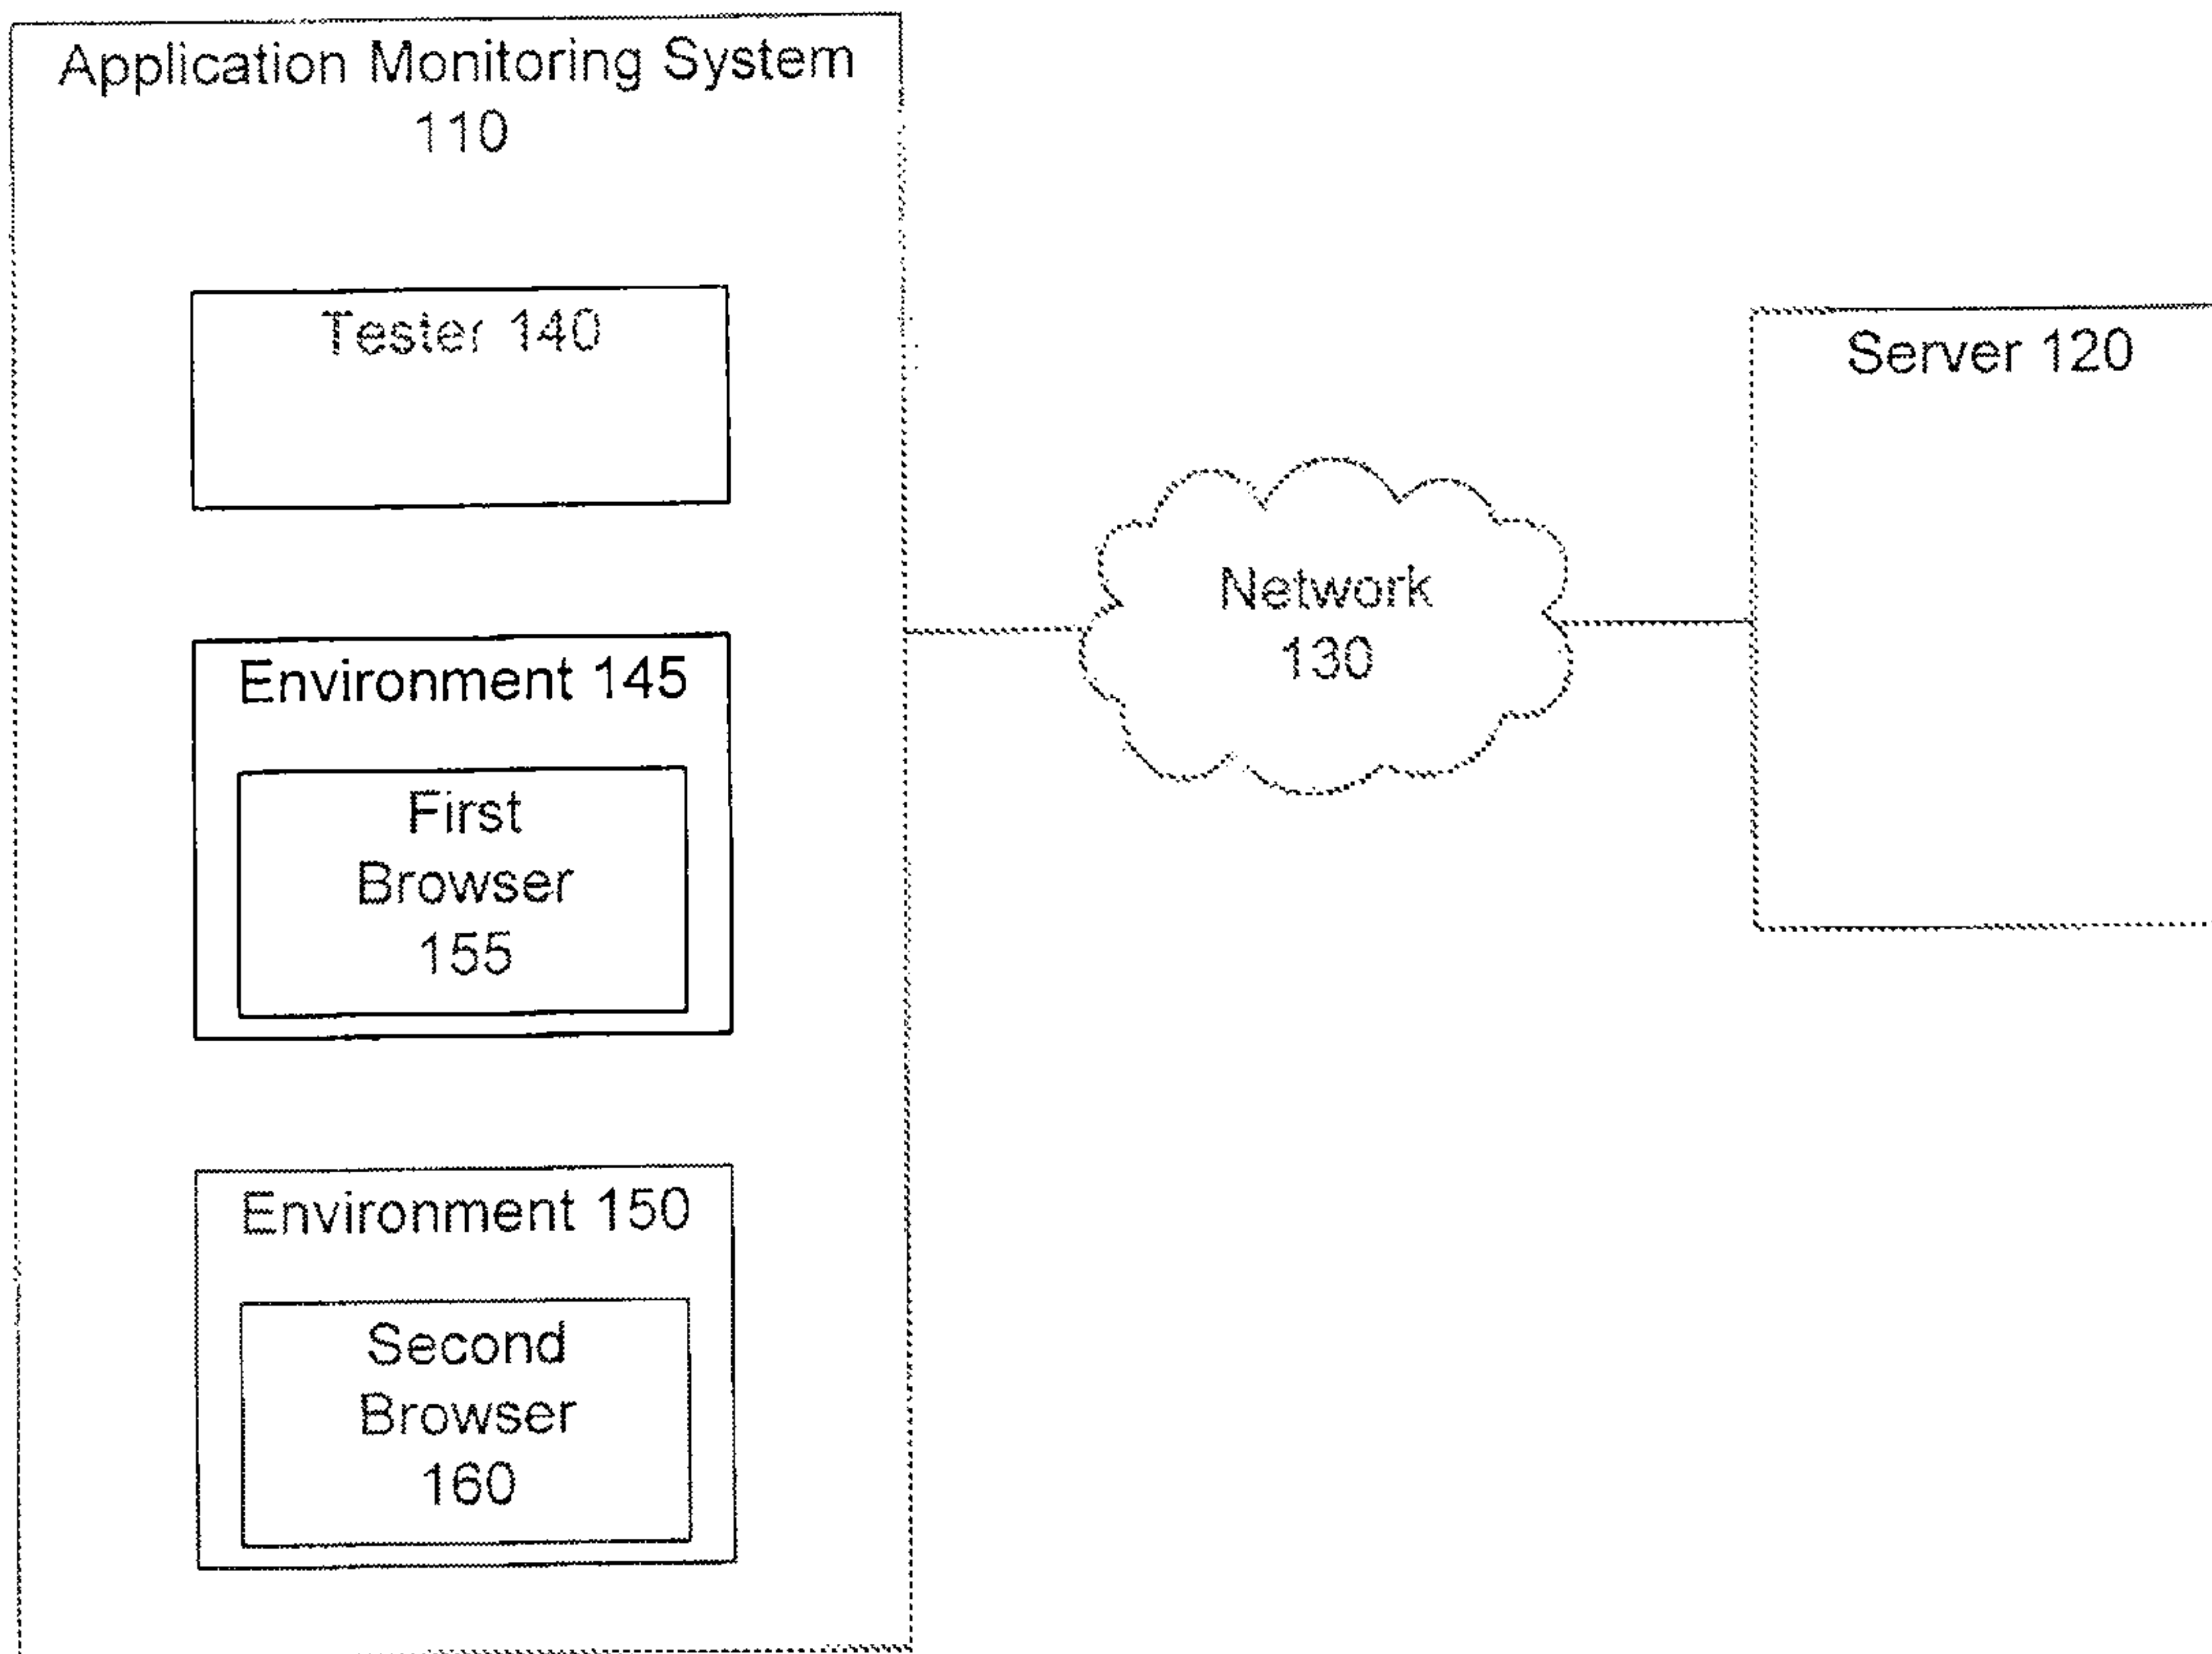 Application Monitoring System
110
Tester 140
Environment 145
First
Browser
155
Environment 150
Second
Browser
160
Network
130
Server 120